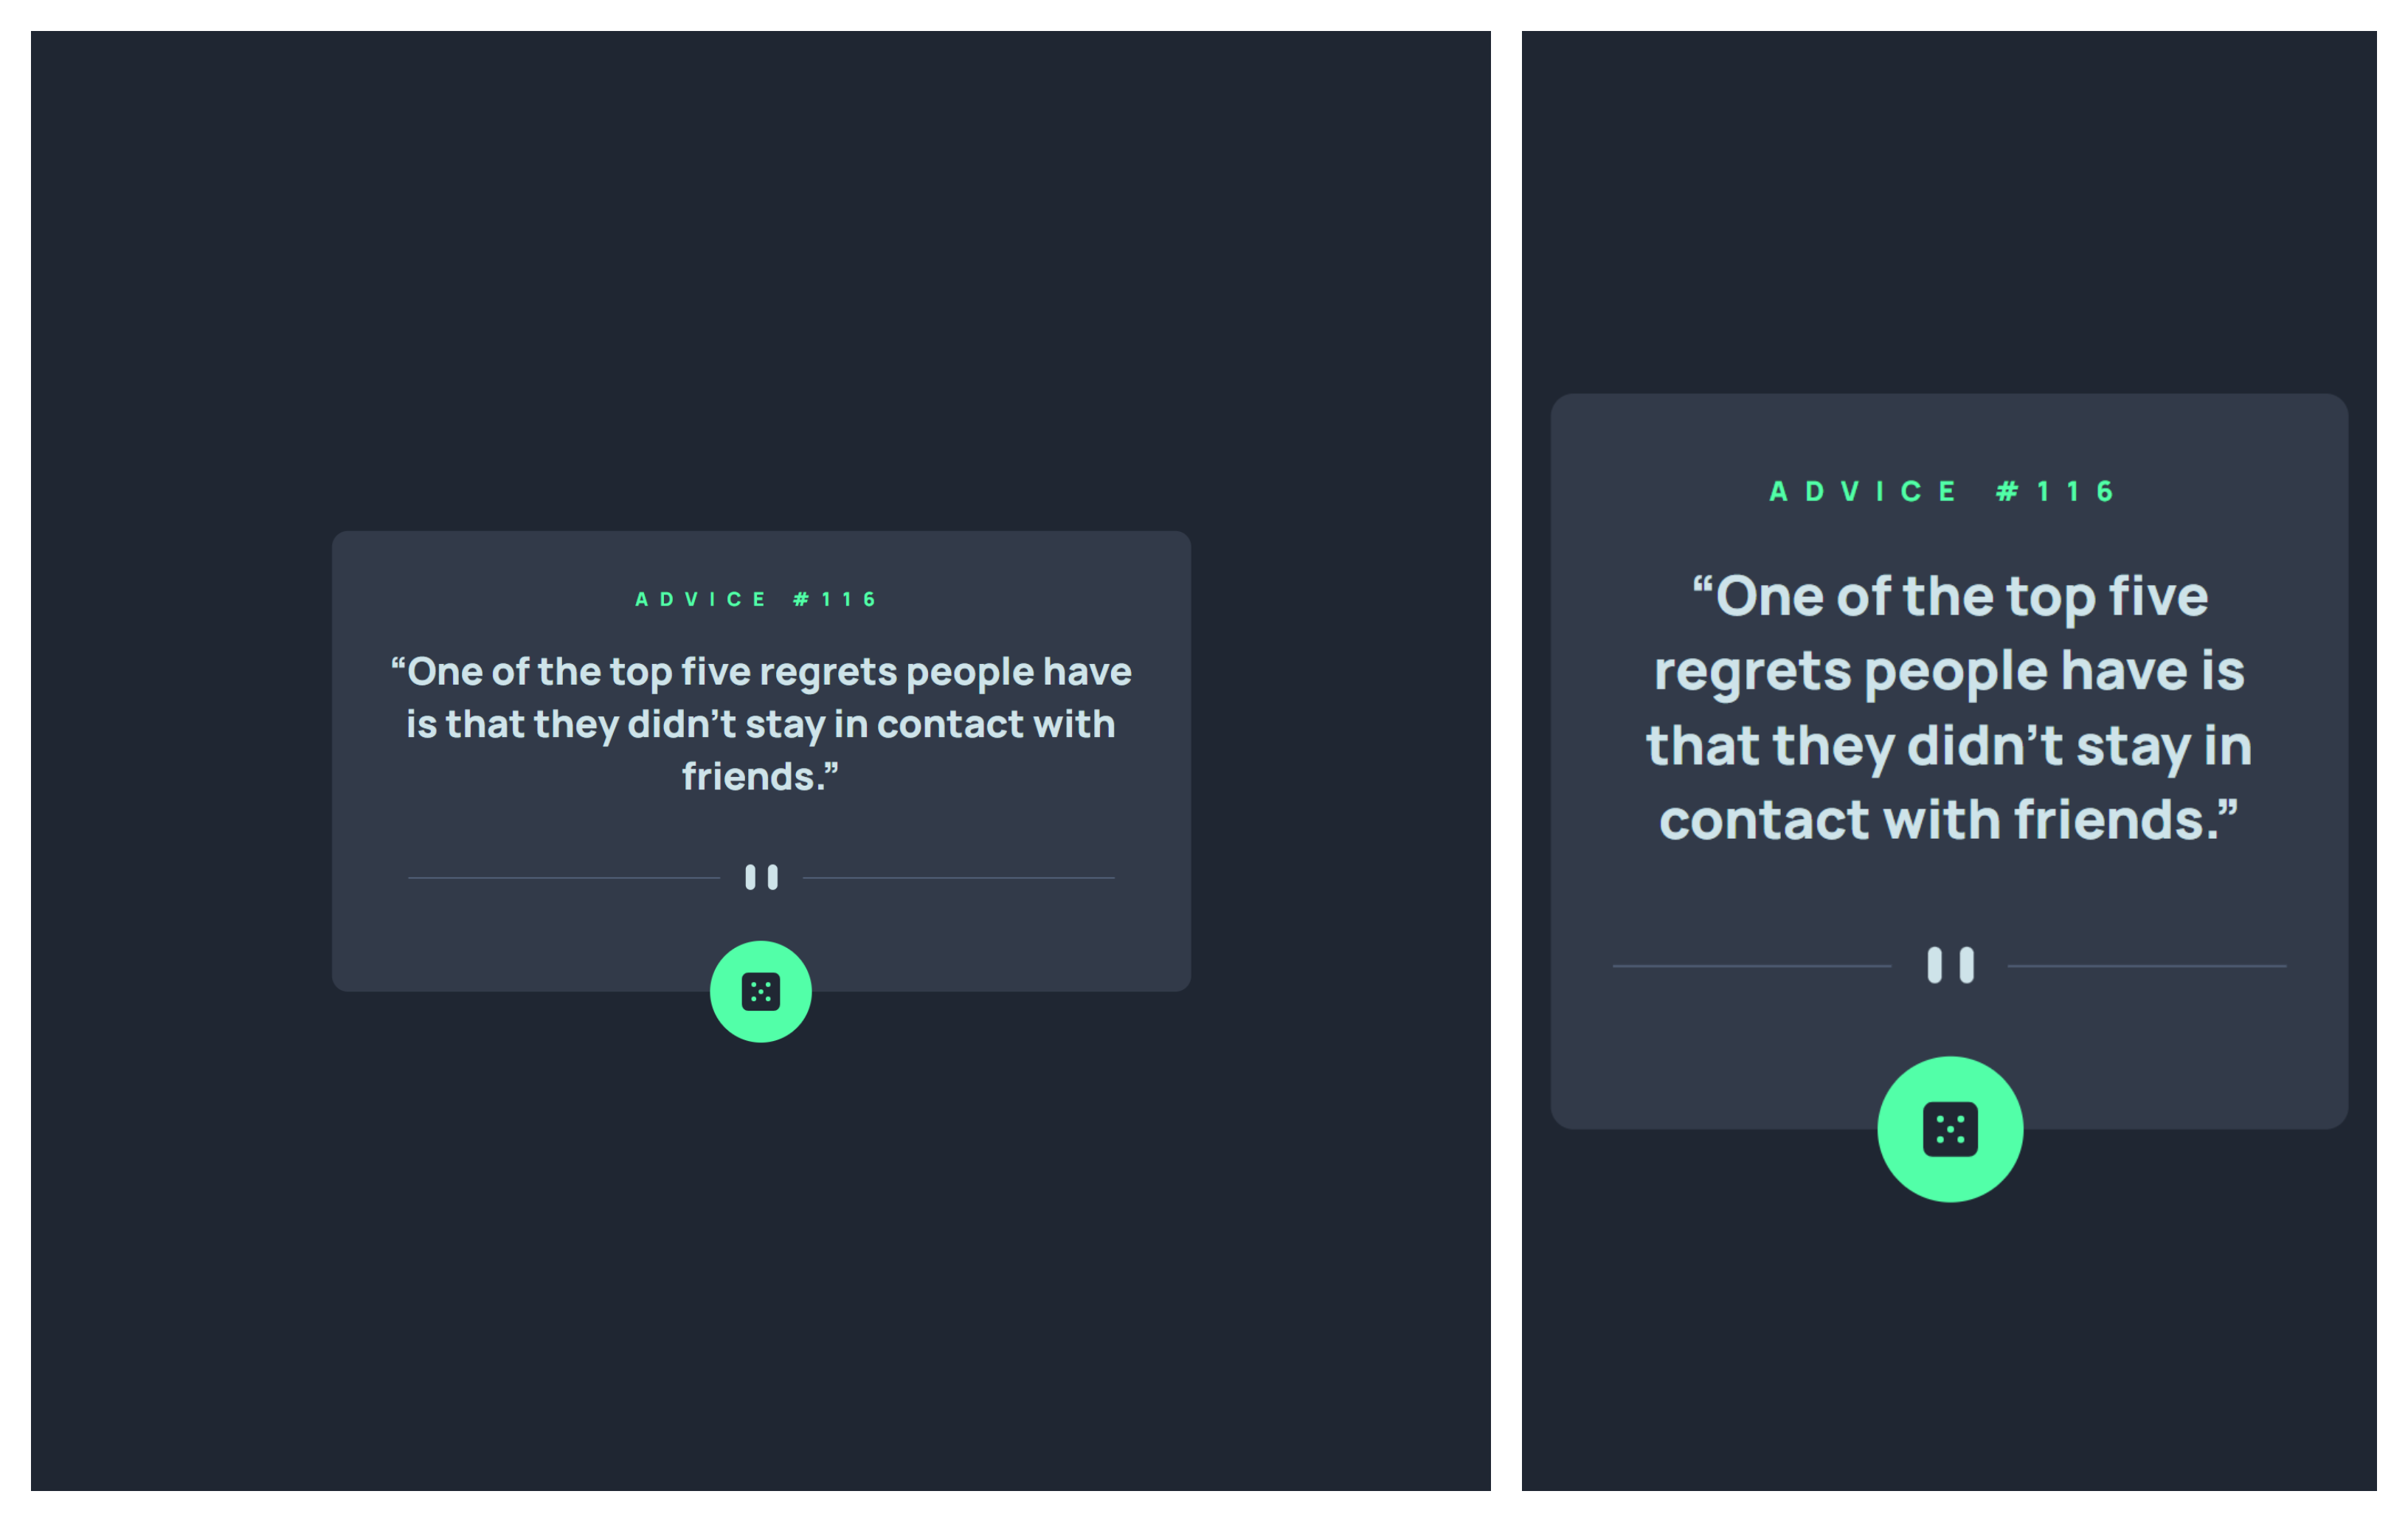 ADVICE #116
“One of the top five regrets people have
is that they didn’t stay in contact with
friends.”
ADVICE #116
“One of the top five
regrets people have is
that they didn’t stay in
contact with friends.”